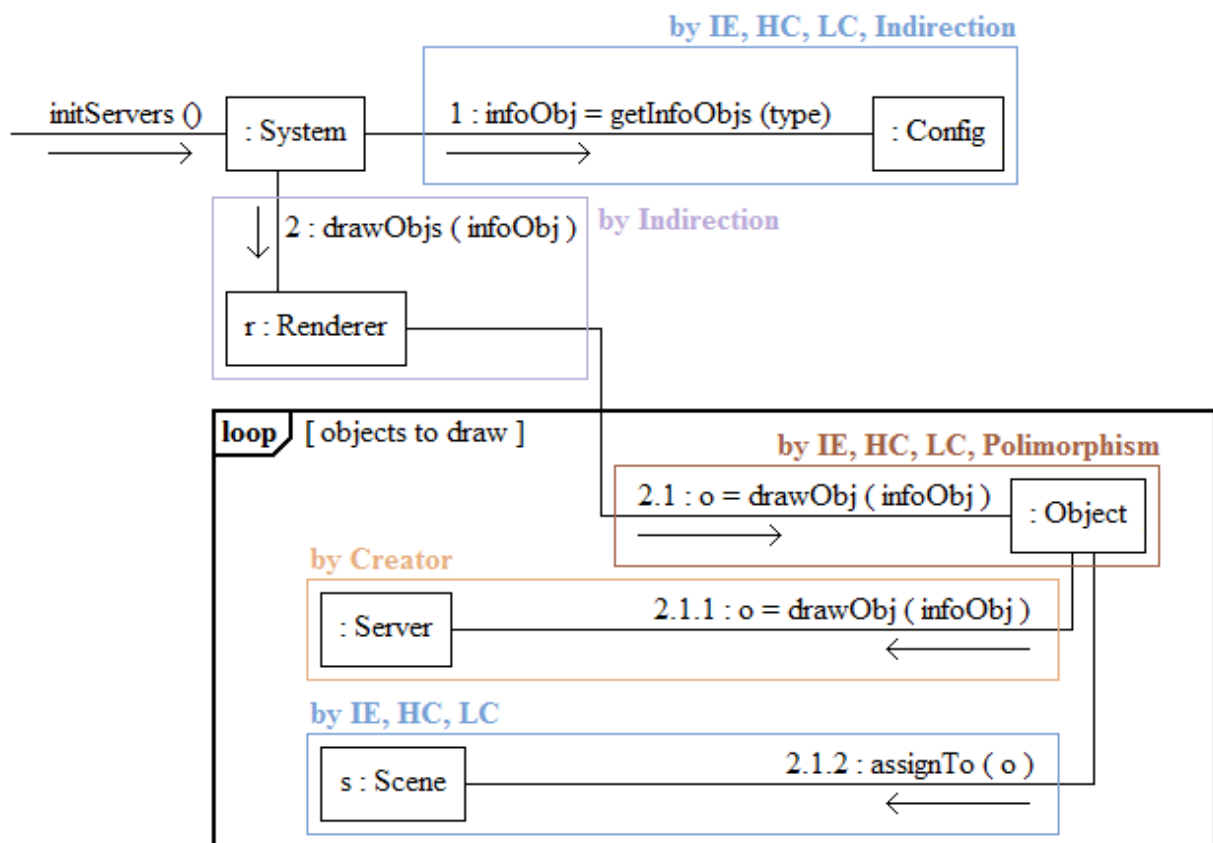 by IE, HC, LC, Indirection
initServers ()
: System
1 : infoObj = getInfoObjs (type)
: Config
2 : drawObjs ( infoObj )
by Indirection
r : Renderer
loop
[ objects to draw ]
by IE, HC, LC, Polimorphism
2.1 : o = drawObj ( infoObj )
: Object
by Creator
: Server
2.1.1 : o = drawObj ( infoObj )
by IE, HC, LC
s : Scene
2.1.2 : assignTo ( o )